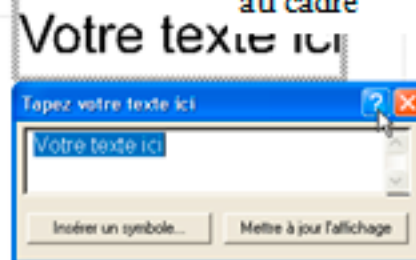 au cadre
Votre texte ici
Tapez votre texte ici
Votre texte ici
Insérer un symbole... Mettre à jour l'affichage